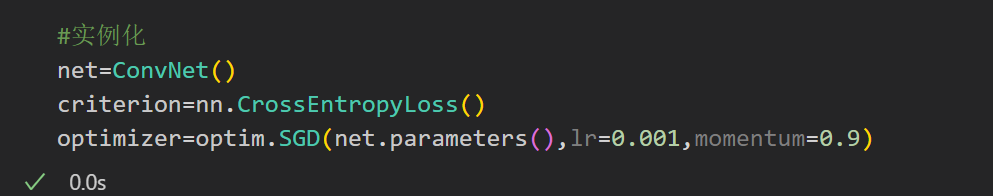 #实例化
net=ConvNet()
criterion=nn.CrossEntropyLoss()
optimizer=optim.SGD(net.parameters(),lr=0.001,momentum=0.9)
0.0s